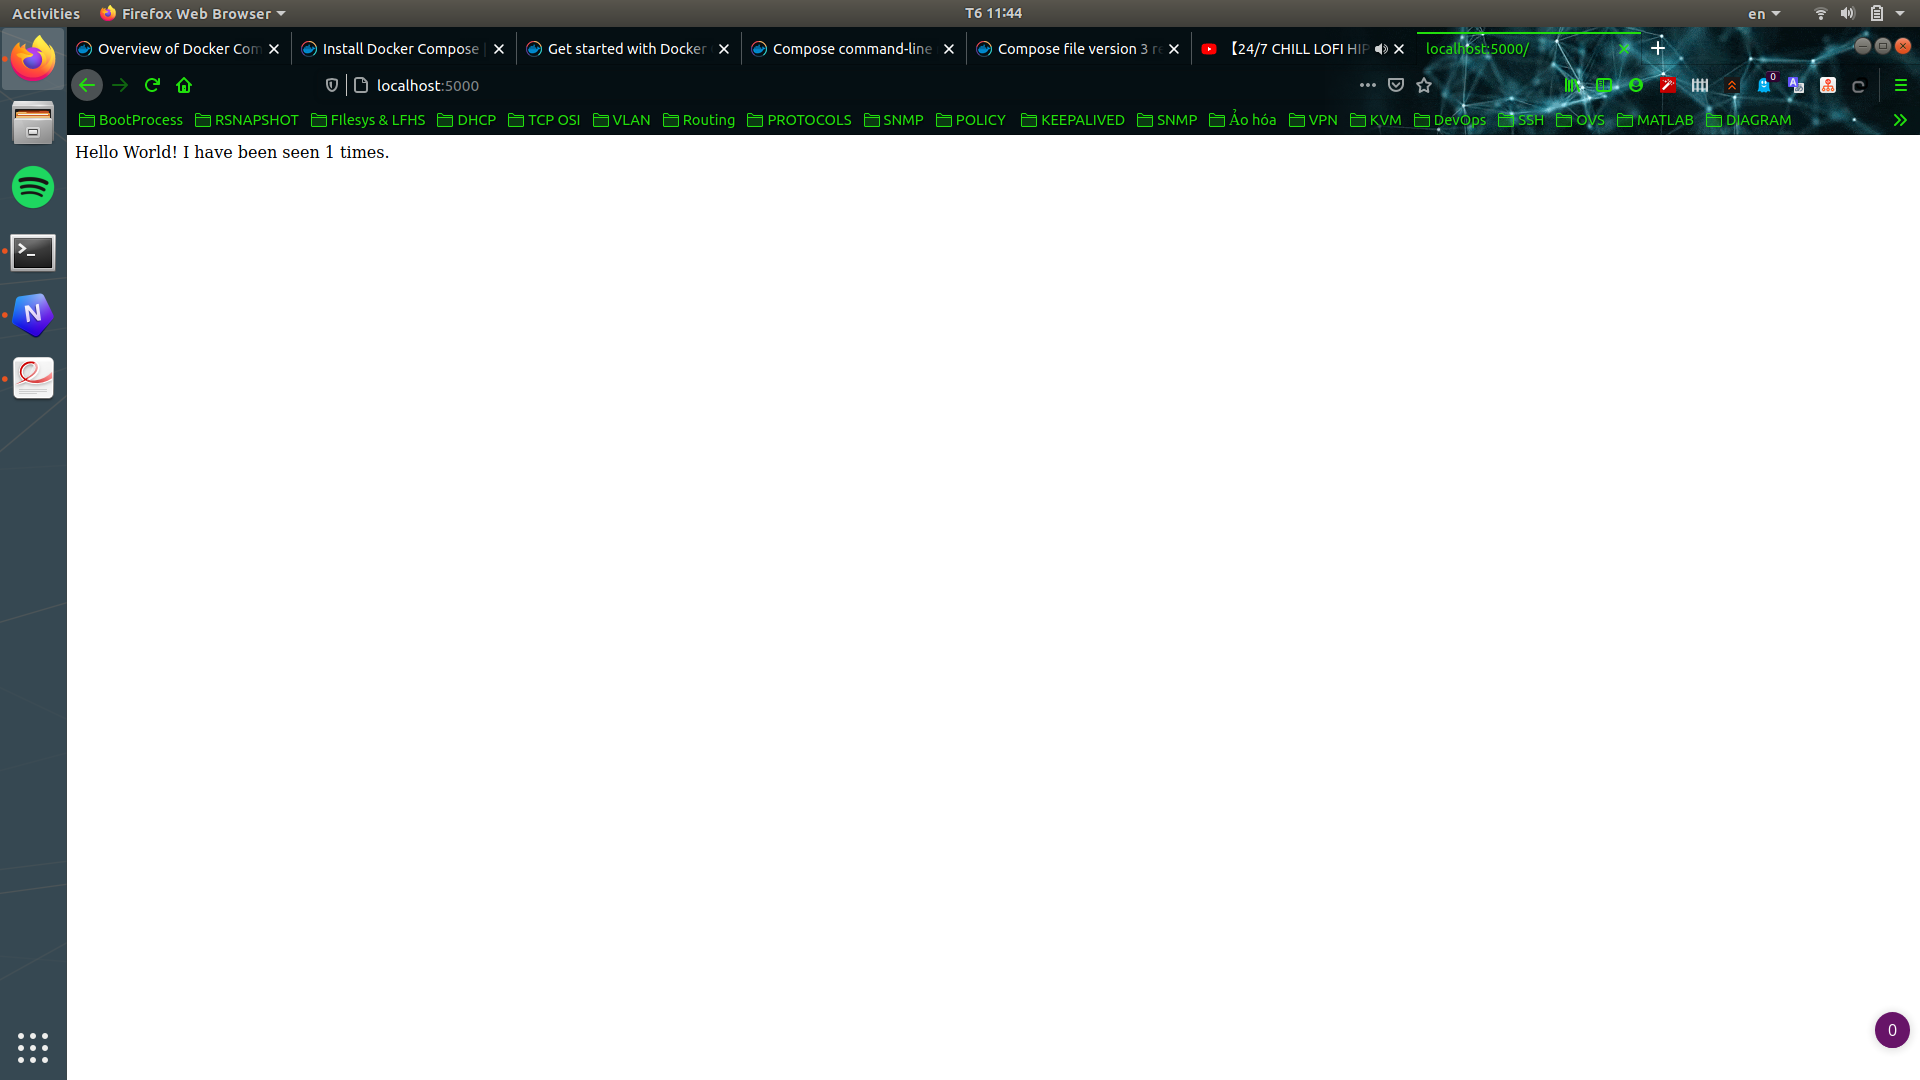 Activities Firefox Web Browser T6 11:44 en
Overview of Docker Com Install Docker Compose | Get started with Docker Compose command-line Compose file version 3 re 【24/7 CHILL LOFI HIP localhost:5000/
localhost:5000 0
BootProcess RSNAPSHOT FIlesys & LFHS DHCP TCP OSI VLAN Routing PROTOCOLS SNMP POLICY KEEPALIVED SNMP Ảo hóa VPN KVM DevOps SSH OVS MATLAB DIAGRAM
Hello World! I have been seen 1 times.
N
0